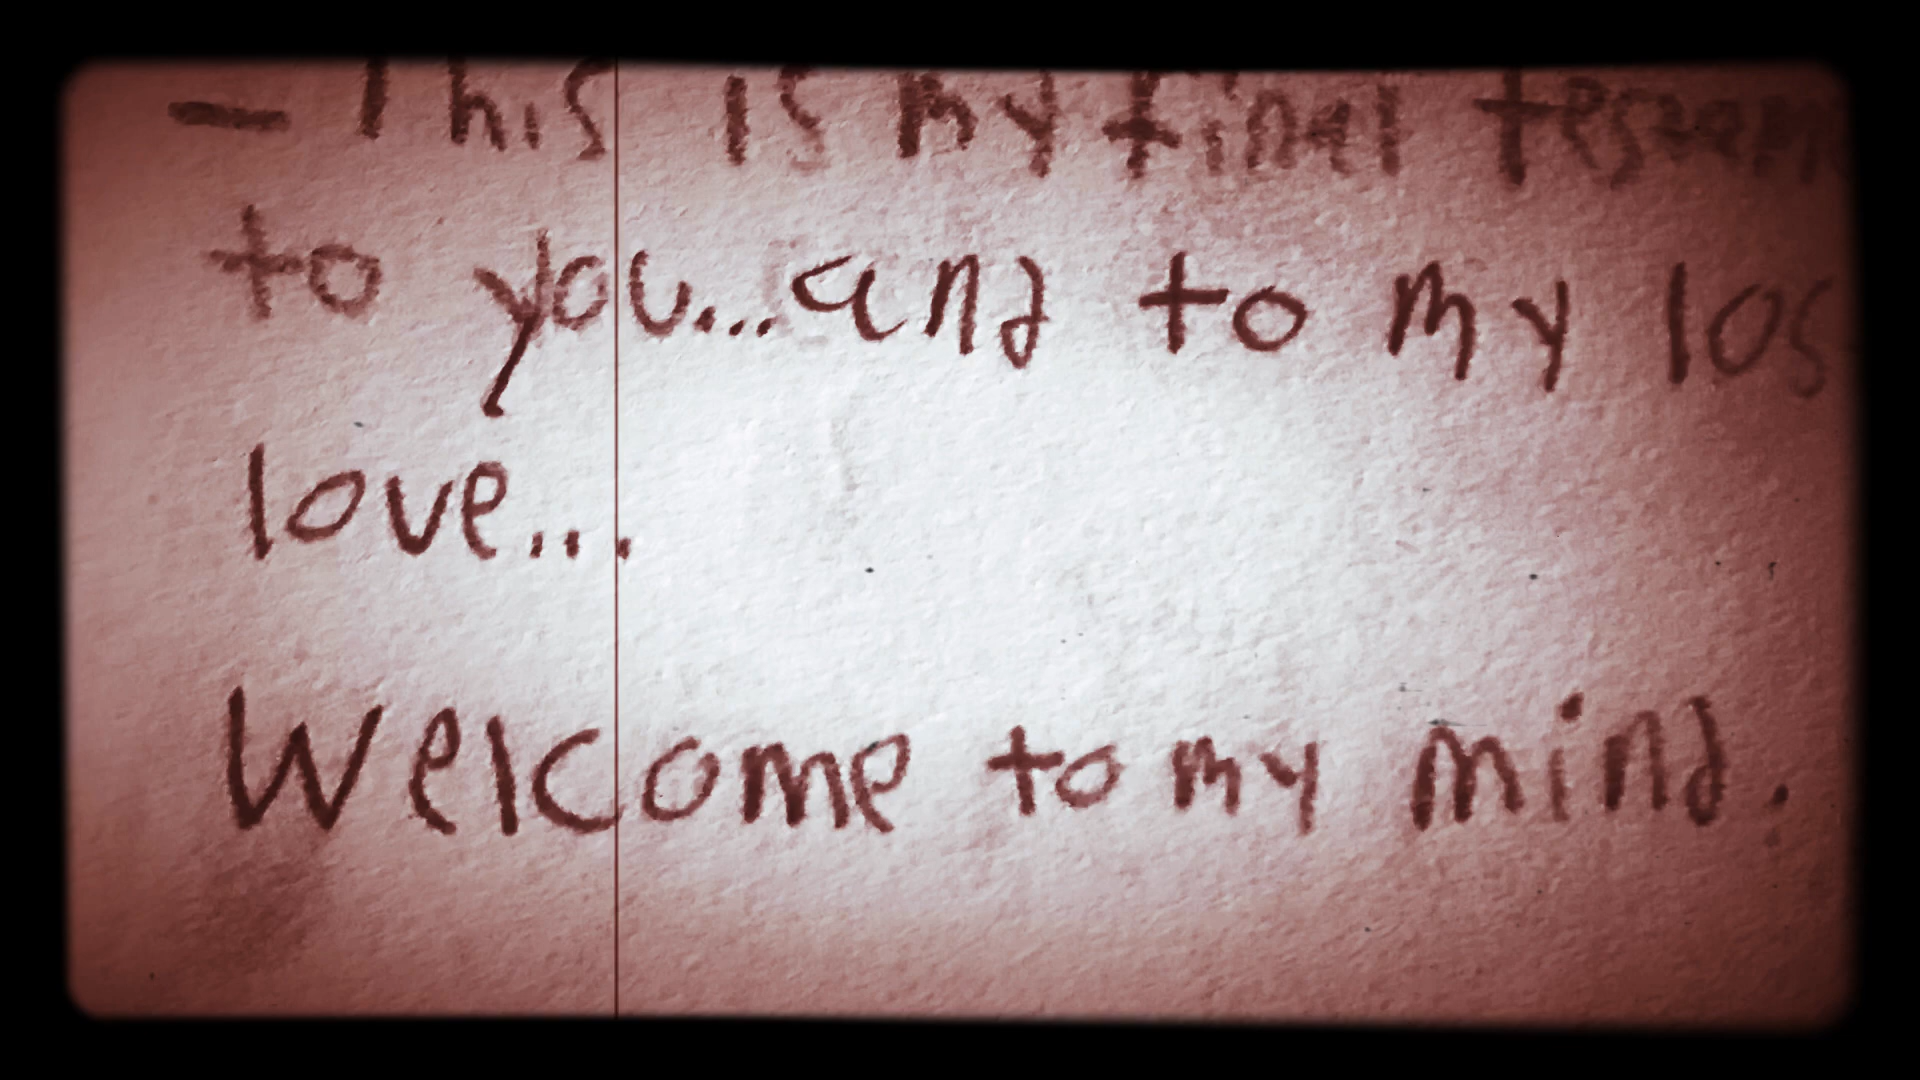 - This is my final
to you...and to my
love...
Welcome to my mind.